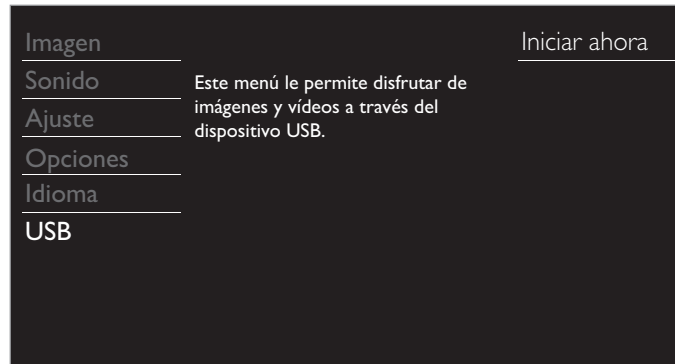 Imagen
Sonido
Ajuste
Opciones
Idioma
USB
Este menú le permite disfrutar de
imágenes y vídeos a través del
dispositivo USB.
Iniciar ahora